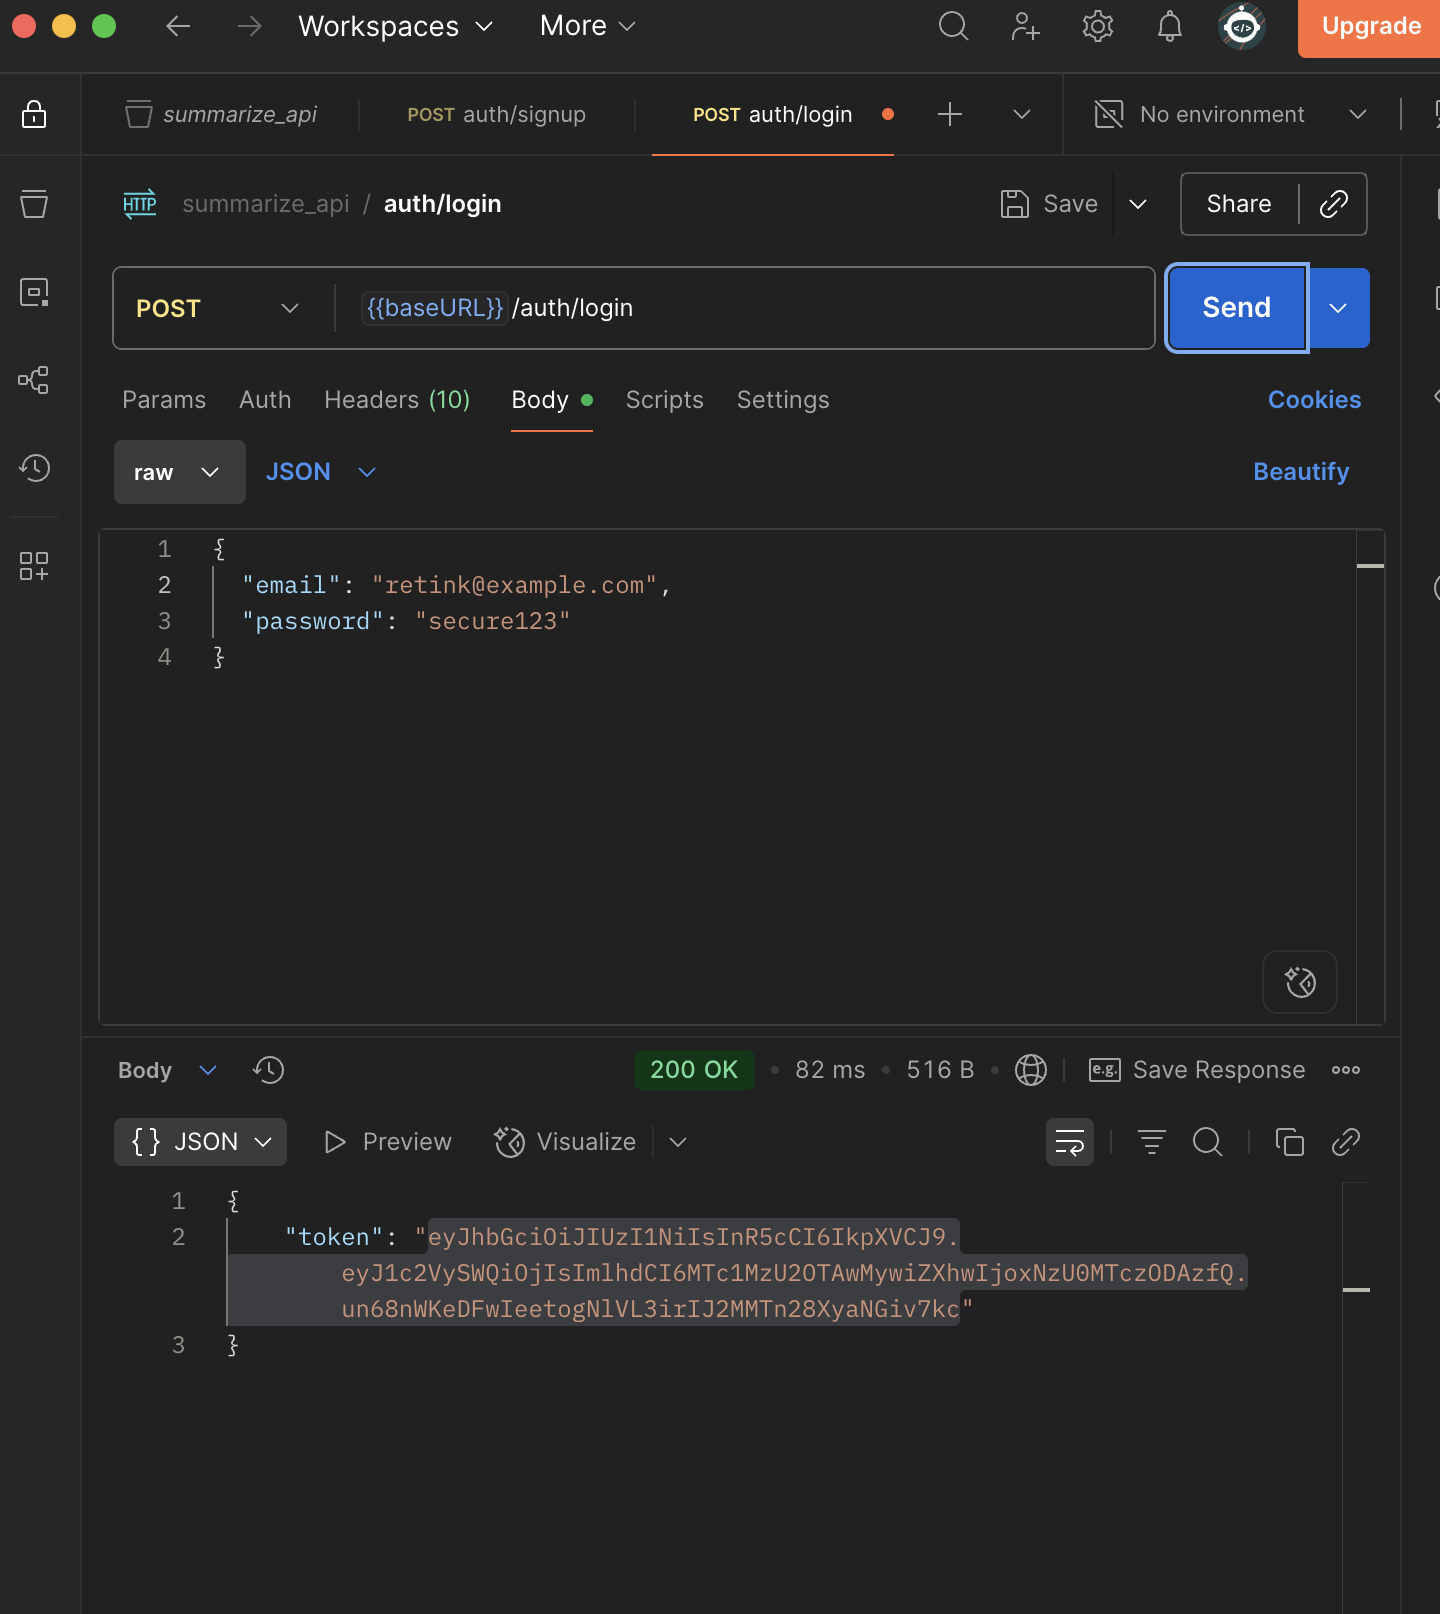 Workspaces More Upgrade
summarize_api POST auth/signup POST auth/login No environment
HTTP summarize_api / auth/login Save Share
POST {{baseURL}}/auth/login Send
Params Auth Headers (10) Body Scripts Settings Cookies
raw JSON Beautify
1 {
2 "email": "retink@example.com",
3 "password": "secure123"
4 }
Body 200 OK • 82 ms • 516 B • e.g. Save Response
{} JSON Preview Visualize
1 {
2 "token": "eyJhbGciOiJIUzI1NiIsInR5cCI6IkpXVCJ9.
eyJ1c2VySWQiOjIsImlhdCI6MTc1MzU2OTAwMywiZXhwIjoxNzU0MTczODAzfQ.
un68nWKeDFwIeetogNlVL3irIJ2MMTn28XyaNGiv7kc"
3 }